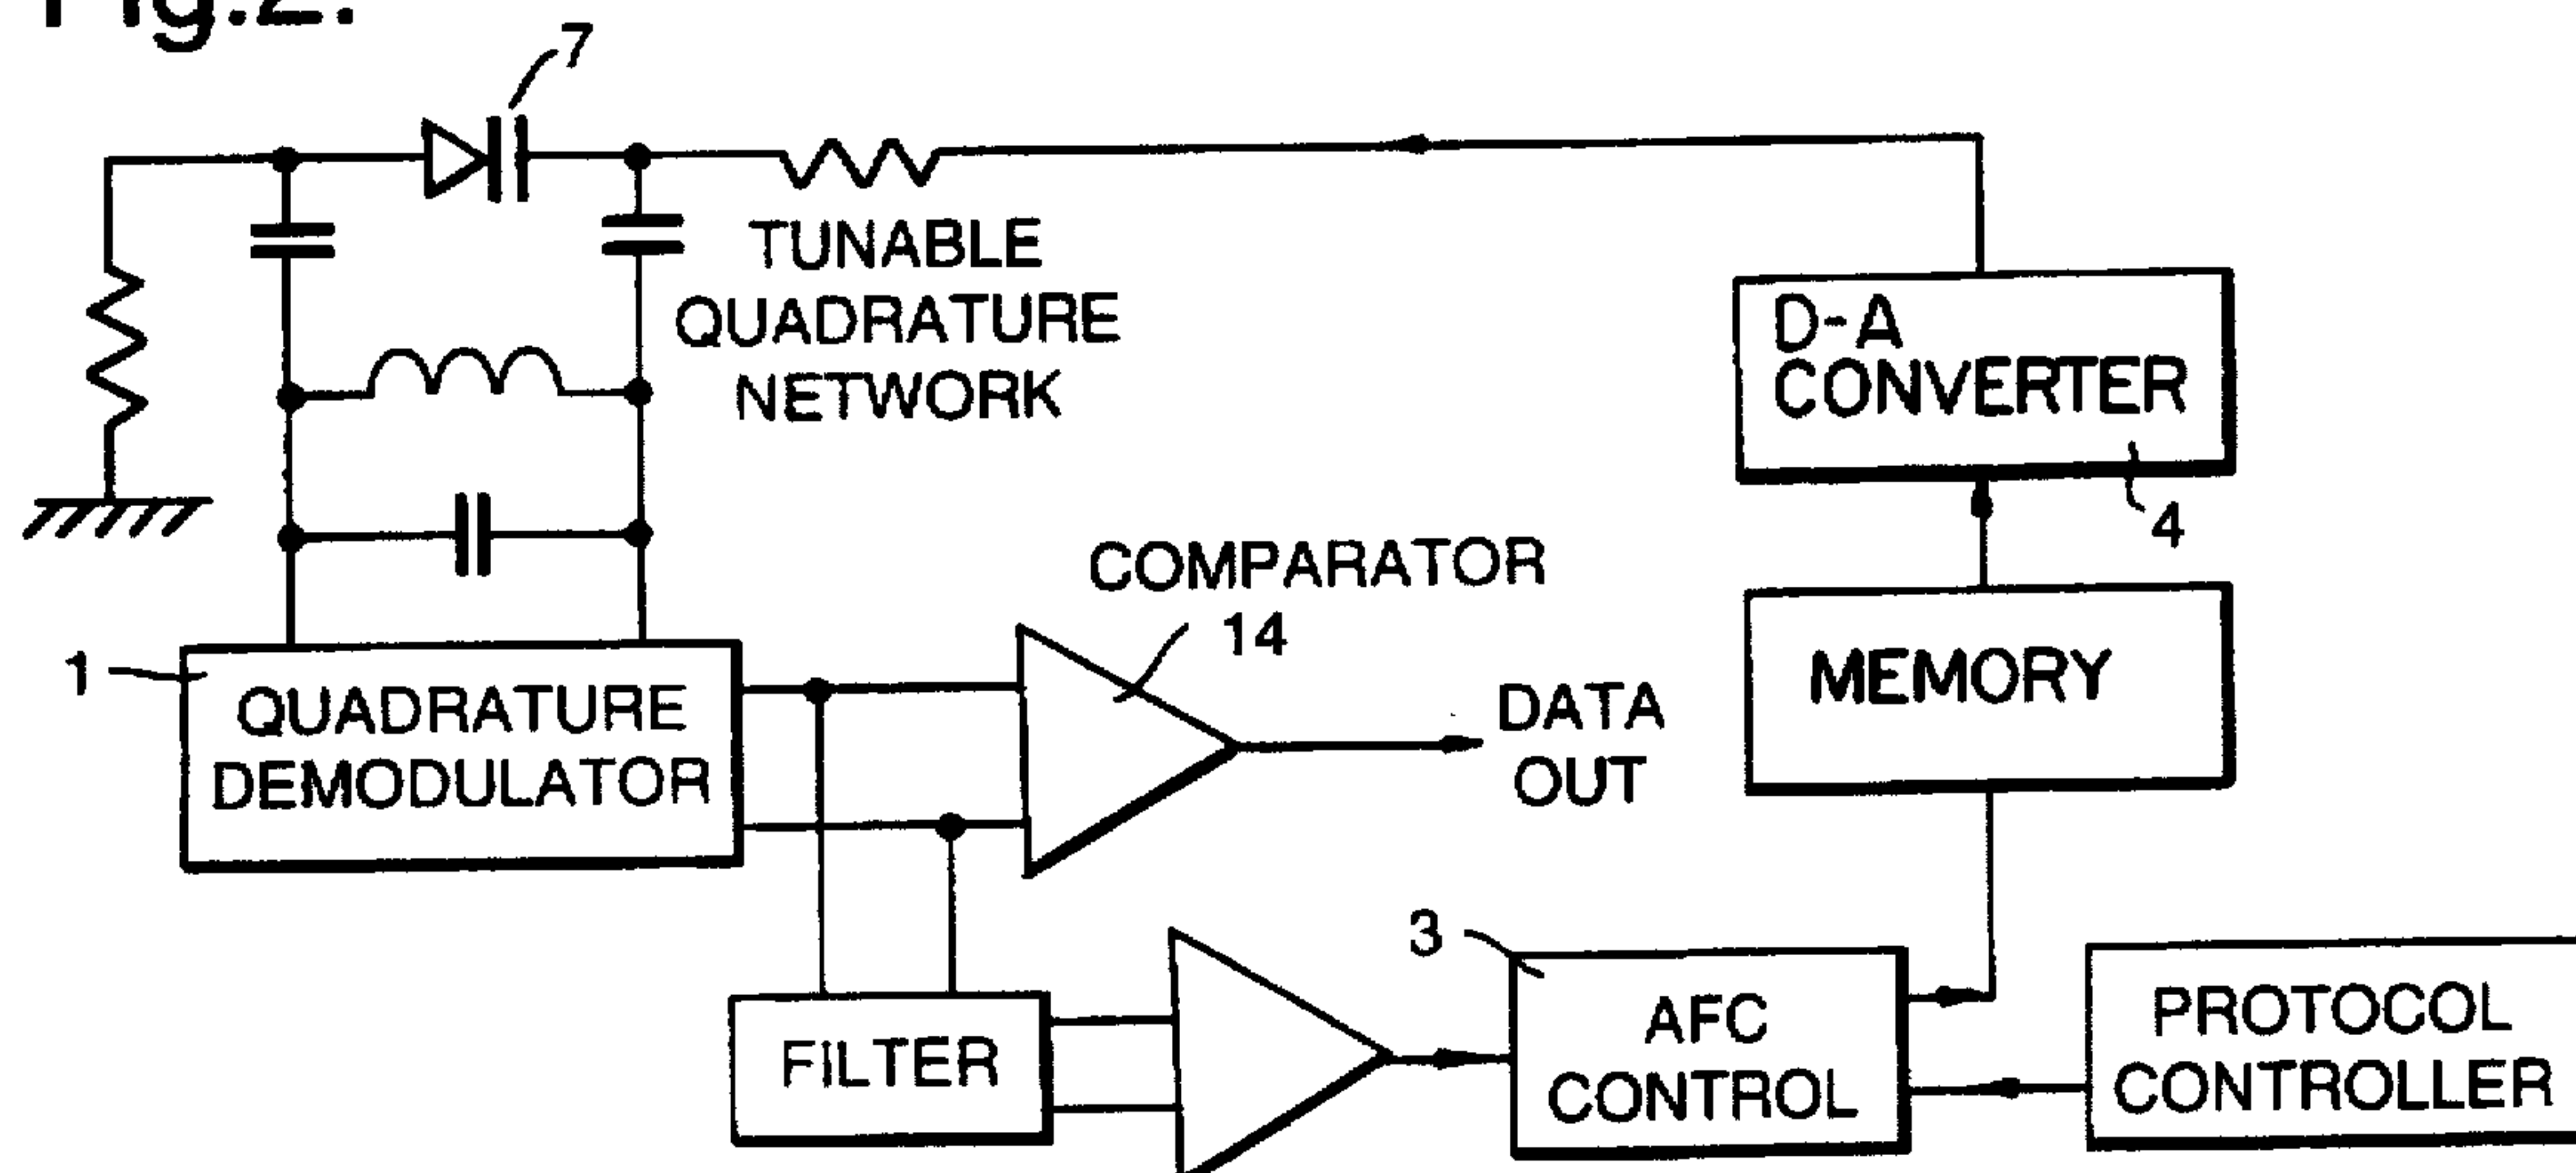 Fig.2.
7
TUNABLE
QUADRATURE
NETWORK
D-A
CONVERTER
4
COMPARATOR
14
MEMORY
1
QUADRATURE
DEMODULATOR
DATA
OUT
3
FILTER
AFC
CONTROL
PROTOCOL
CONTROLLER